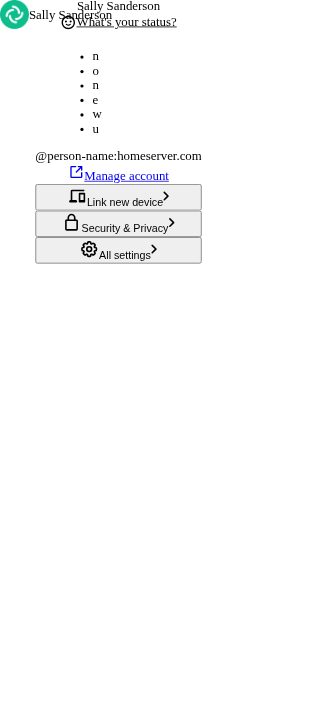 Sally Sanderson
Sally Sanderson
What's your status?
n
o
n
e
w
u
@person-name:homeserver.com
Manage account
Link new device
Security & Privacy
All settings